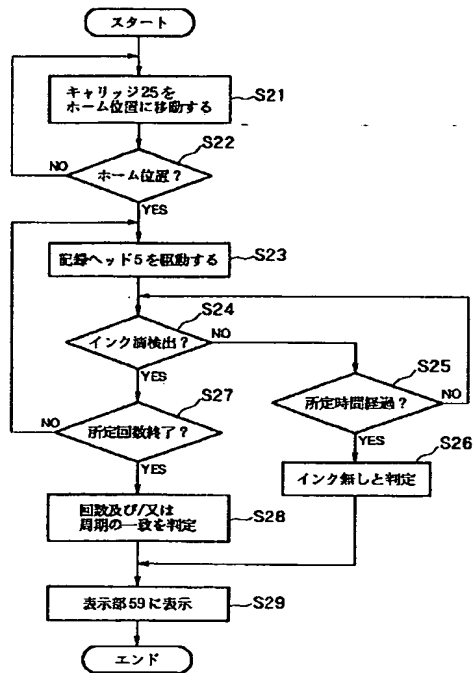 スタート
キャリッジ25を
ホーム位置に移動する
S21
S22
ホーム位置?
NO
YES
記録ヘッド5を駆動する
S23
S24
インク滴検出?
NO
YES
S25
所定時間経過?
NO
YES
S27
所定回数終了?
NO
YES
S26
インク無しと判定
回数及び/又は
周期の一致を判定
S28
表示部59に表示
S29
エンド